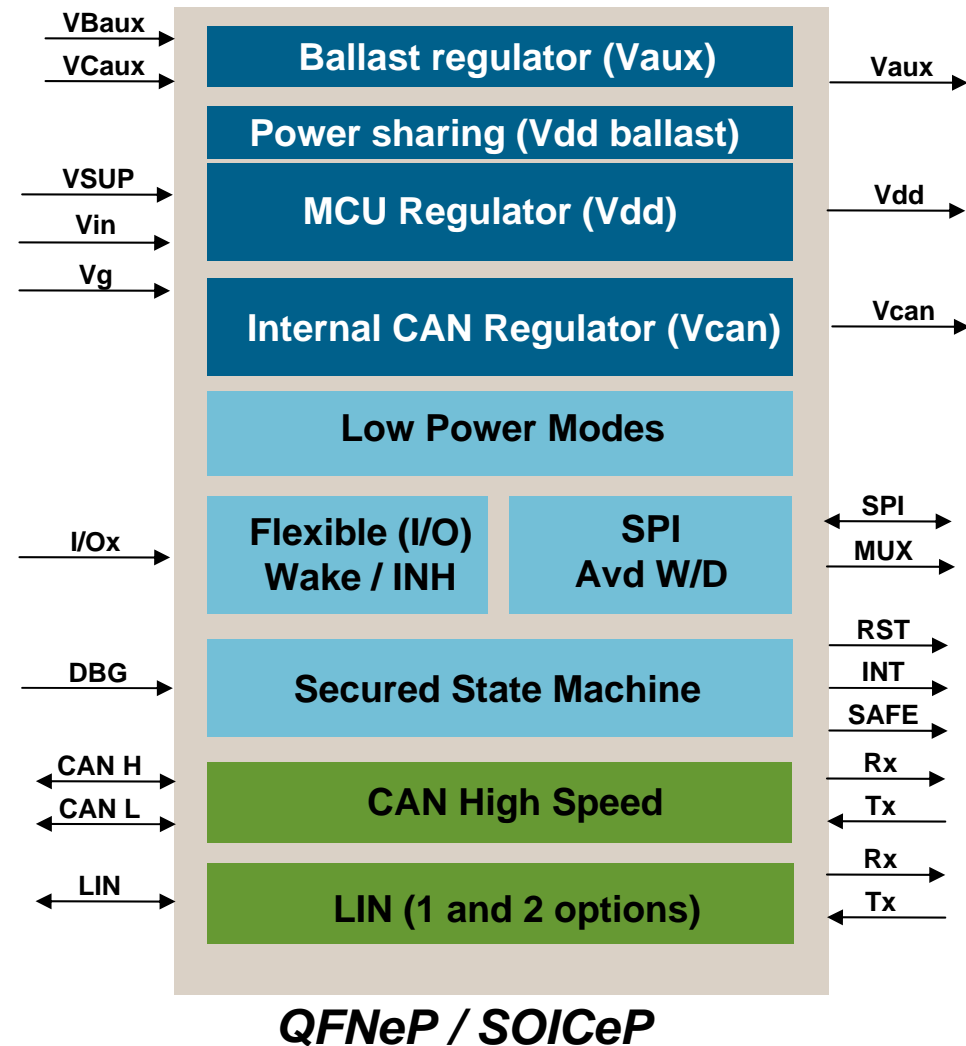 VBaux
VCaux
Ballast regulator (Vaux)
Vaux
Power sharing (Vdd ballast)
VSUP
Vin
Vg
MCU Regulator (Vdd)
Vdd
Internal CAN Regulator (Vcan)
Vcan
Low Power Modes
I/Ox
Flexible (I/O)
Wake / INH
SPI
Avd W/D
SPI
MUX
DBG
Secured State Machine
RST
INT
SAFE
CAN H
CAN L
CAN High Speed
Rx
Tx
LIN
LIN (1 and 2 options)
Rx
Tx
QFNeP / SOICeP